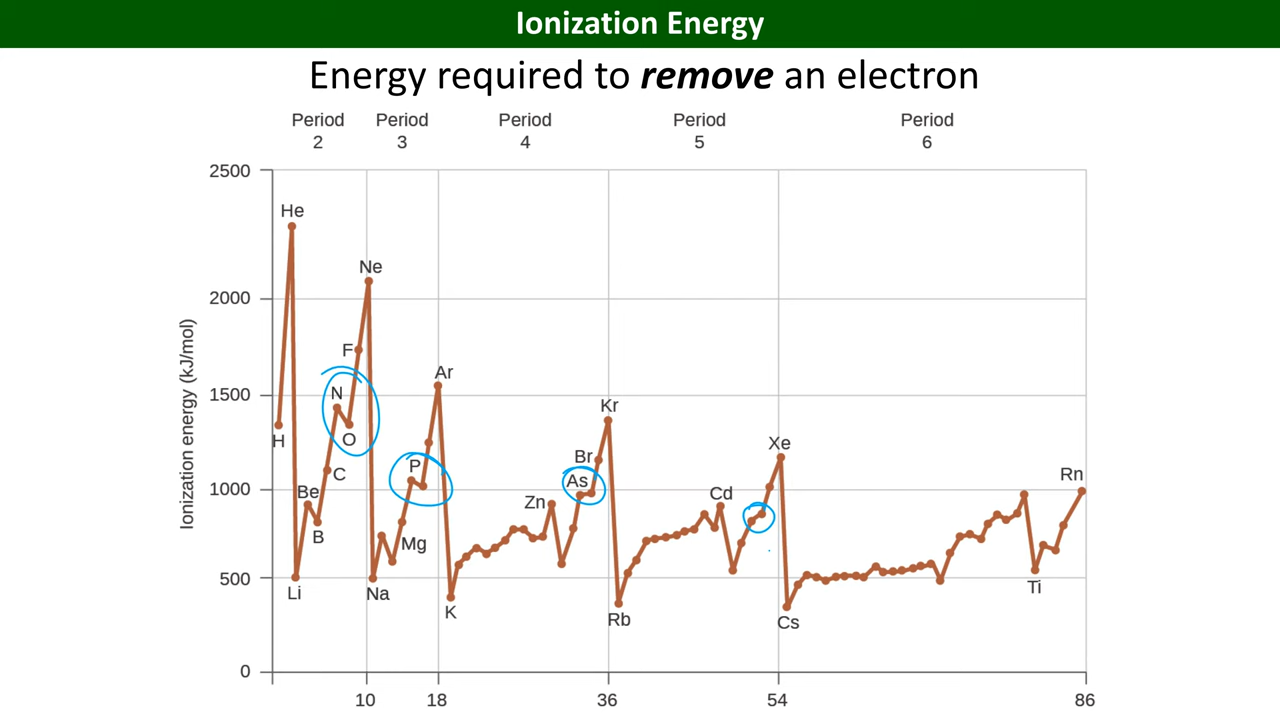 Ionization Energy
Energy required to remove an electron
Period 2
Period 3
Period 4
Period 5
Period 6
Ionization energy (kJ/mol)
2500
2000
1500
1000
500
0
He
Ne
F
N
O
H
C
Be
B
Li
Ar
P
Mg
Na
K
Kr
Br
As
Zn
Rb
Xe
Cd
Cs
Rn
Ti
10
18
36
54
86